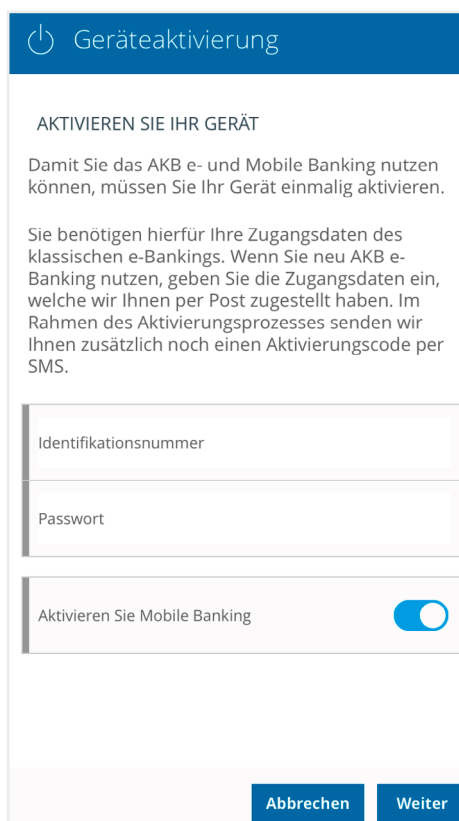 Geräteaktivierung
AKTIVIEREN SIE IHR GERÄT
Damit Sie das AKB e- und Mobile Banking nutzen
können, müssen Sie Ihr Gerät einmalig aktivieren.
Sie benötigen hierfür Ihre Zugangsdaten des
klassischen e-Bankings. Wenn Sie neu AKB e-
Banking nutzen, geben Sie die Zugangsdaten ein,
welche wir Ihnen per Post zugestellt haben. Im
Rahmen des Aktivierungsprozesses senden wir
Ihnen zusätzlich noch einen Aktivierungscode per
SMS.
Identifikationsnummer
Passwort
Aktivieren Sie Mobile Banking
Abbrechen Weiter